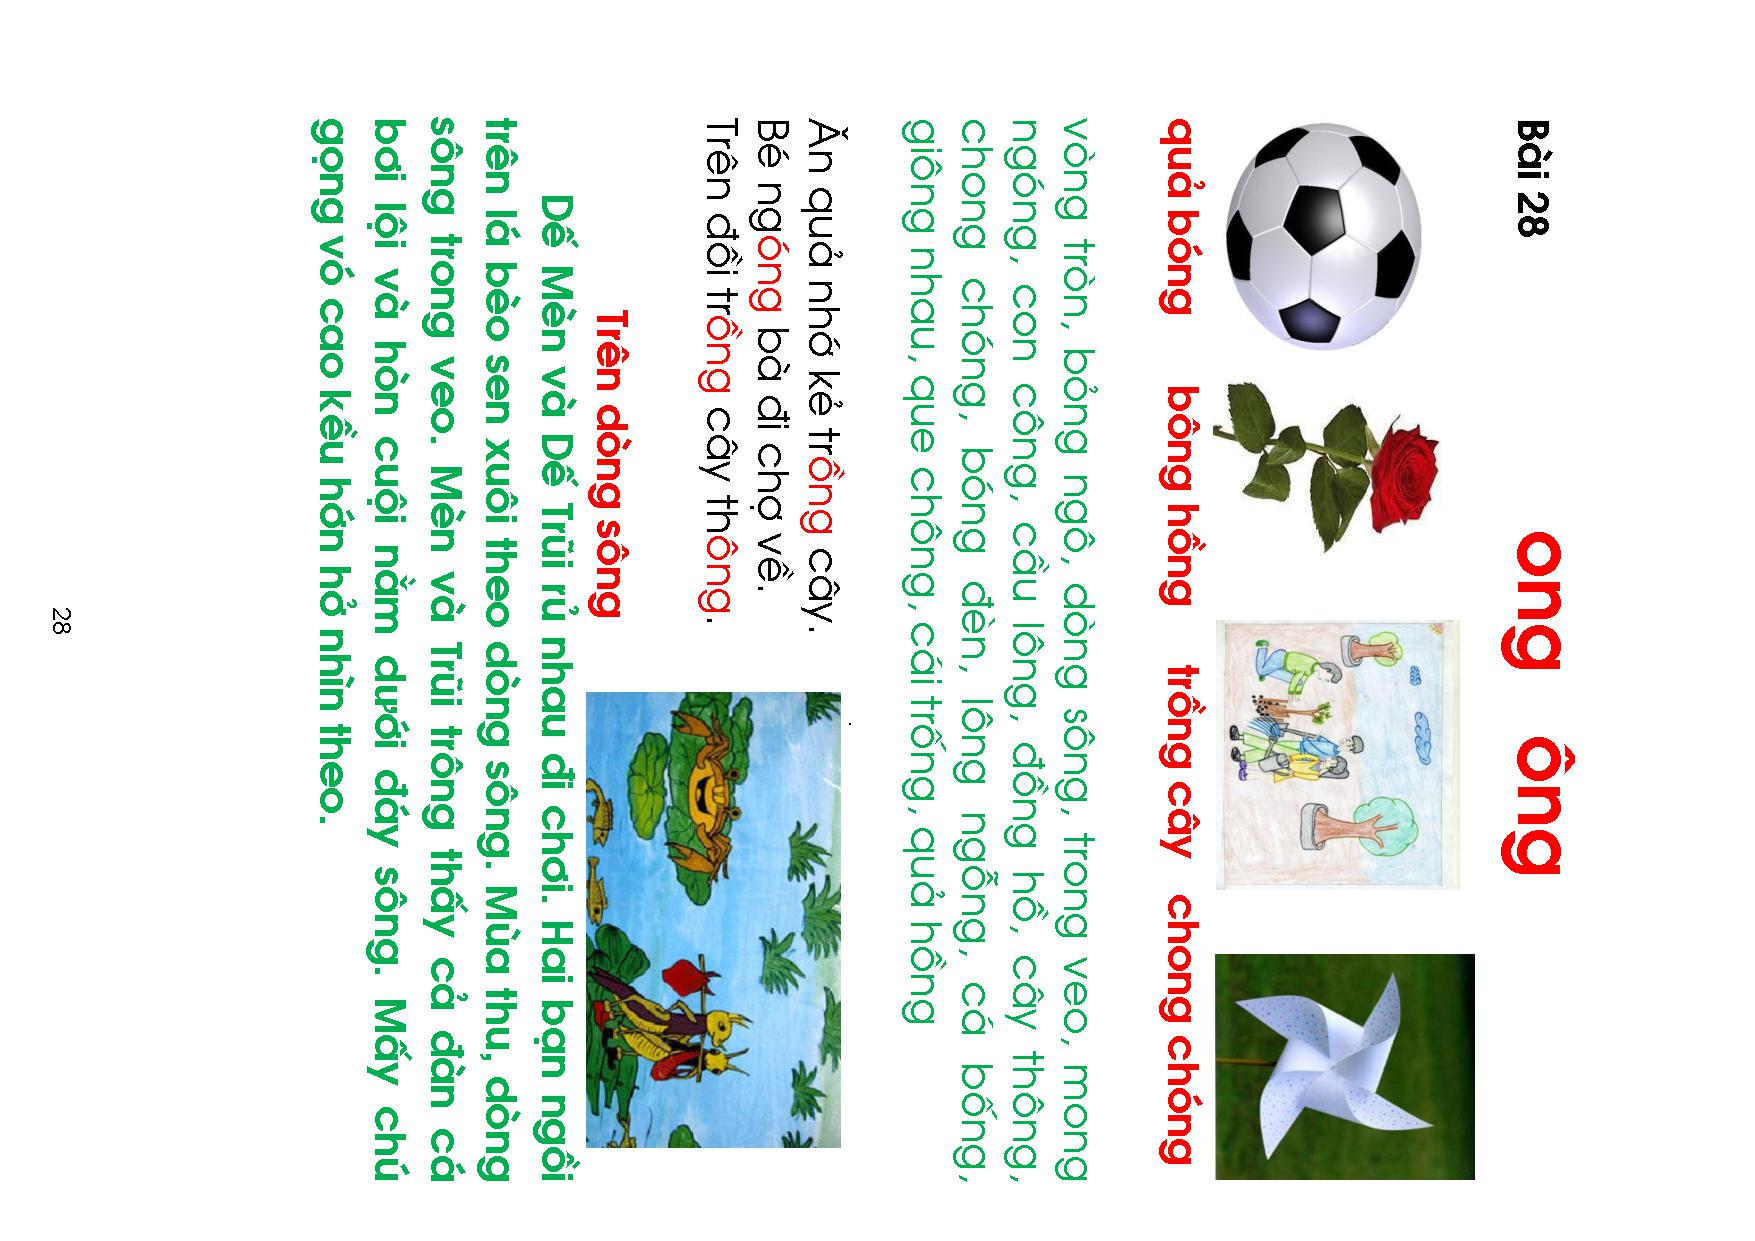 Bài 28 ong ông
quả bóng bông hồng trồng cây chong chóng
vòng tròn, bỏng ngô, dòng sông, trong veo, mong
ngóng, con công, cầu lông, đồng hồ, cây thông,
chong chóng, bóng đèn, lông ngỗng, cá bống,
giông nhau, que chông, cái trống, quả hồng
Ăn quả nhớ kẻ trồng cây.
Bé ngóng bà đi chợ về.
Trên đồi trồng cây thông.
Trên dòng sông
Dế Mèn và Dế Trũi rủ nhau đi chơi. Hai bạn ngồi
trên lá bèo sen xuôi theo dòng sông. Mùa thu, dòng
sông trong veo. Mèn và Trũi trông thấy cả đàn cá
bơi lội và hòn cuội nằm dưới đáy sông. Mấy chú
gọng vó cao kều hớn hở nhìn theo.
28